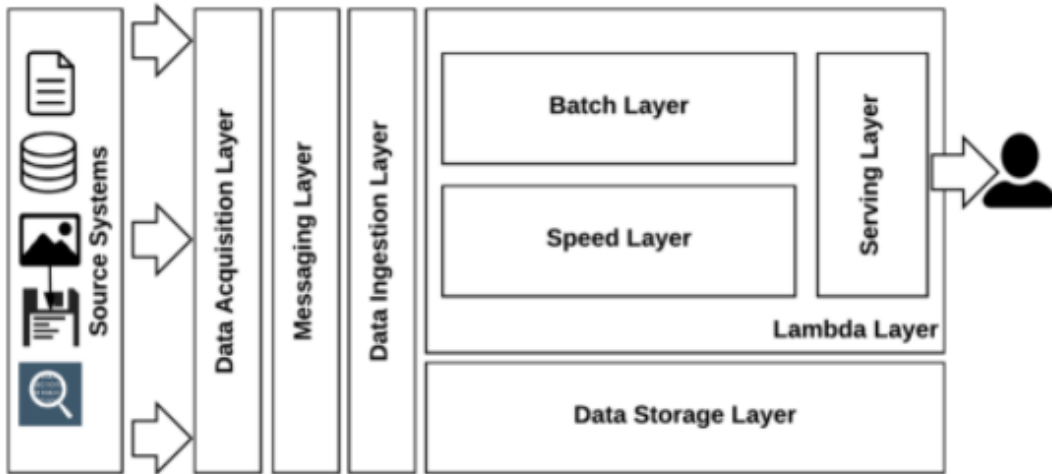 Source Systems
Data Acquisition Layer
Messaging Layer
Data Ingestion Layer
Batch Layer
Speed Layer
Serving Layer
Lambda Layer
Data Storage Layer